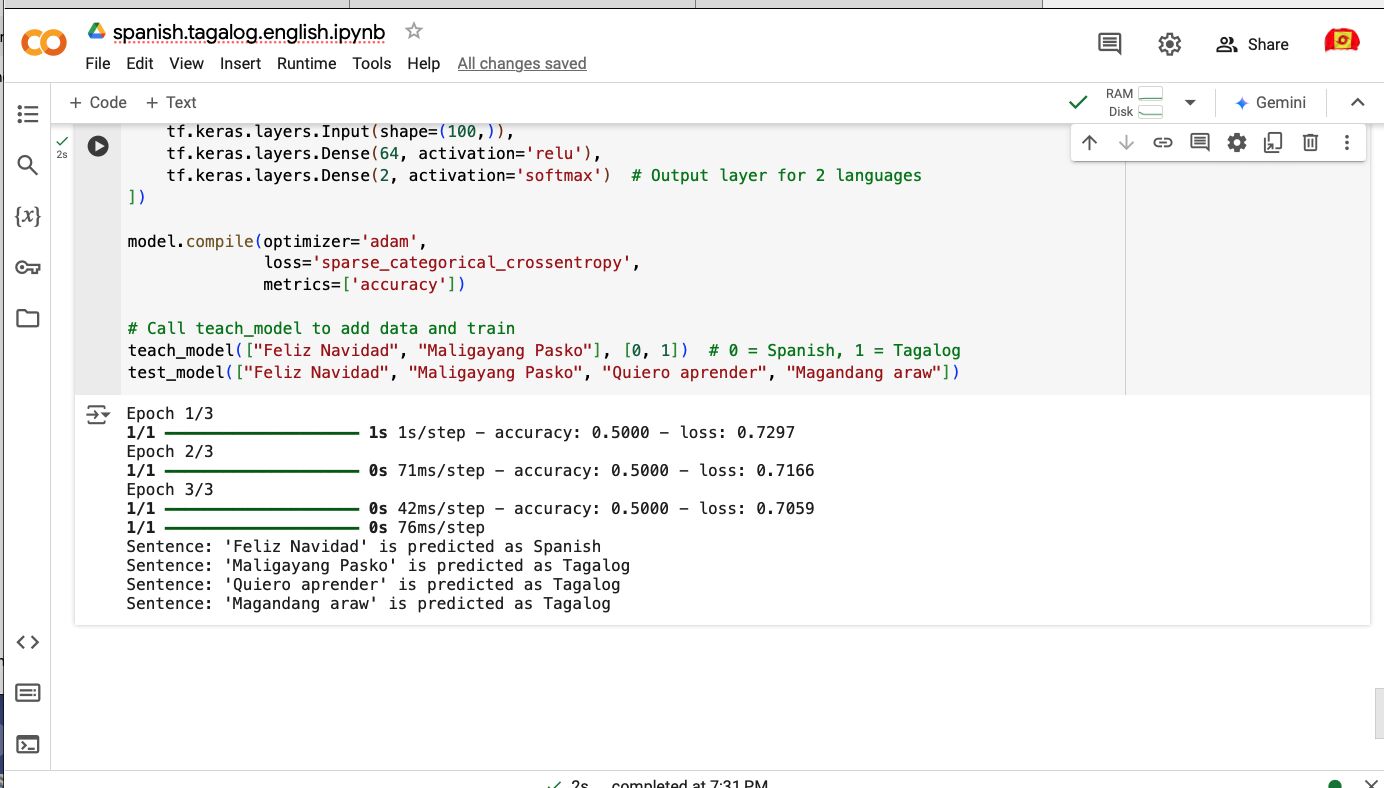 spanish.tagalog.english.ipynb
Share
File Edit View Insert Runtime Tools Help All changes saved
+ Code + Text
RAM
Disk
Gemini
2s
tf.keras.layers.Input(shape=(100,)),
tf.keras.layers.Dense(64, activation='relu'),
tf.keras.layers.Dense(2, activation='softmax')  # Output layer for 2 languages
])
model.compile(optimizer='adam',
loss='sparse_categorical_crossentropy',
metrics=['accuracy'])
# Call teach_model to add data and train
teach_model(["Feliz Navidad", "Maligayang Pasko"], [0, 1])  # 0 = Spanish, 1 = Tagalog
test_model(["Feliz Navidad", "Maligayang Pasko", "Quiero aprender", "Magandang araw"])
Epoch 1/3
1/1 1s 1s/step - accuracy: 0.5000 - loss: 0.7297
Epoch 2/3
1/1 0s 71ms/step - accuracy: 0.5000 - loss: 0.7166
Epoch 3/3
1/1 0s 42ms/step - accuracy: 0.5000 - loss: 0.7059
1/1 0s 76ms/step
Sentence: 'Feliz Navidad' is predicted as Spanish
Sentence: 'Maligayang Pasko' is predicted as Tagalog
Sentence: 'Quiero aprender' is predicted as Tagalog
Sentence: 'Magandang araw' is predicted as Tagalog
{x}
2s completed at 7:31 PM